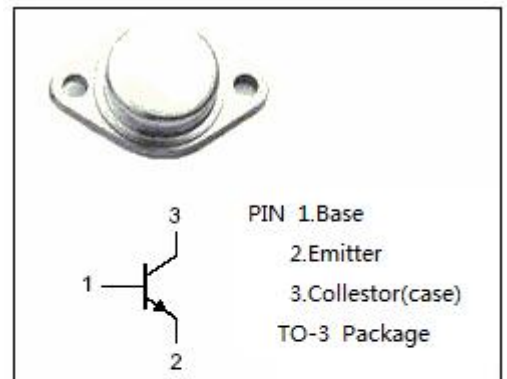 3
PIN 1.Base
2.Emitter
1
3.Collestor(case)
TO-3 Package
2